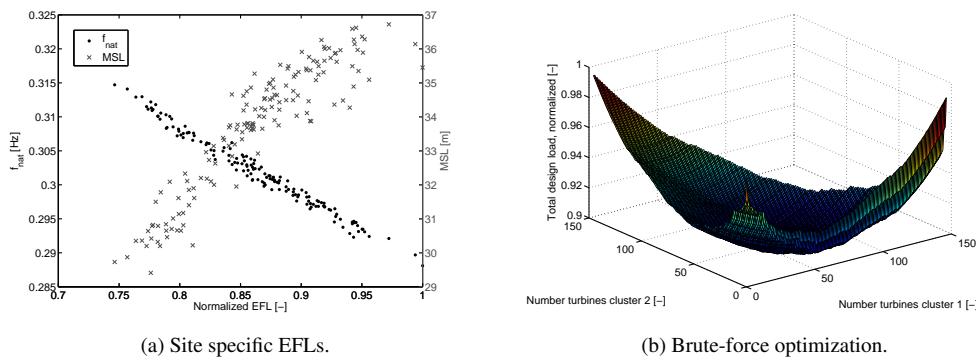 0.325
0.32
0.315
0.31
0.305
0.3
0.295
0.29
0.285
f_nat [Hz]
f_nat
MSL
37
36
35
34
33
32
31
30
29
MSL [m]
0.7 0.75 0.8 0.85 0.9 0.95 1
Normalized EFL [–]
(a) Site specific EFLs.
Total design load, normalized [–]
1
0.98
0.96
0.94
0.92
0.9
150
100
50
0
Number turbines cluster 2 [–]
0
50
100
150
Number turbines cluster 1 [–]
(b) Brute-force optimization.